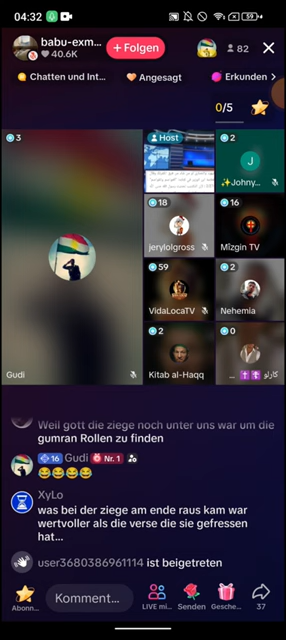 04:32
59
babu-exm...
40.6K
+ Folgen
82
Chatten und Int...
Angesagt
Erkunden
0/5
3
Host
2
Johny...
18
jerylolgross
16
Mîzgin TV
59
VidaLocaTV
2
Nehemia
2
Kitab al-Haqq
0
... كارلو
Gudi
Weil gott die ziege noch unter uns war um die
gumran Rollen zu finden
16 Gudi Nr. 1
😂😂😂😂
XyLo
was bei der ziege am ende raus kam war
wertvoller als die verse die sie gefressen
hat...
user3680386961114 ist beigetreten
Abonn...
Komment...
LIVE mi...
Senden
Gesche...
37